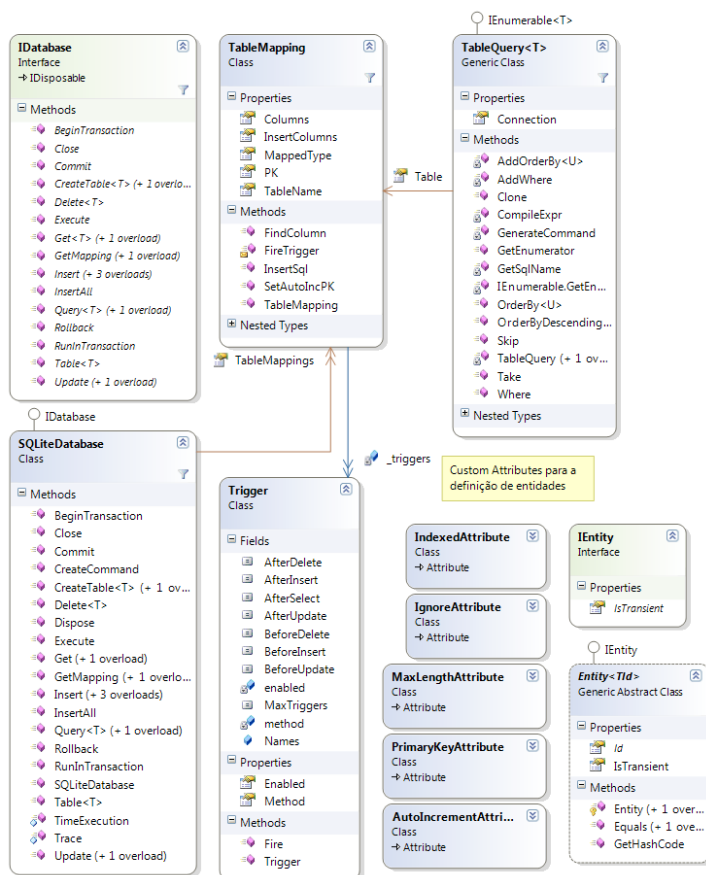 IDatabase
Interface
IDisposable
Methods
BeginTransaction
Close
Commit
CreateTable<T> (+ 1 overlo...
Delete<T>
Execute
Get<T> (+ 1 overload)
GetMapping (+ 1 overload)
Insert (+ 3 overloads)
InsertAll
Query<T> (+ 1 overload)
Rollback
RunInTransaction
Table<T>
Update (+ 1 overload)
TableMapping
Class
Properties
Columns
InsertColumns
MappedType
PK
TableName
Methods
FindColumn
FireTrigger
InsertSql
SetAutoIncPK
TableMapping
Nested Types
Table
IEnumerable<T>
TableQuery<T>
Generic Class
Properties
Connection
Methods
AddOrderBy<U>
AddWhere
Clone
CompileExpr
GenerateCommand
GetEnumerator
GetSqlName
IEnumerable.GetEn...
OrderBy<U>
OrderByDescending...
Skip
TableQuery (+ 1 ov...
Take
Where
Nested Types
TableMappings
IDatabase
SQLiteDatabase
Class
Methods
BeginTransaction
Close
Commit
CreateCommand
CreateTable<T> (+ 1 ov...
Delete<T>
Dispose
Execute
Get (+ 1 overload)
GetMapping (+ 1 overlo...
Insert (+ 3 overloads)
InsertAll
Query<T> (+ 1 overload)
Rollback
RunInTransaction
SQLiteDatabase
Table<T>
TimeExecution
Trace
Update (+ 1 overload)
_triggers
Trigger
Class
Fields
AfterDelete
AfterInsert
AfterSelect
AfterUpdate
BeforeDelete
BeforeInsert
BeforeUpdate
enabled
MaxTriggers
method
Names
Properties
Enabled
Method
Methods
Fire
Trigger
Custom Attributes para a
definição de entidades
IndexedAttribute
Class
Attribute
IgnoreAttribute
Class
Attribute
MaxLengthAttribute
Class
Attribute
PrimaryKeyAttribute
Class
Attribute
AutoIncrementAttri...
Class
Attribute
IEntity
Interface
Properties
IsTransient
IEntity
Entity<TId>
Generic Abstract Class
Properties
Id
IsTransient
Methods
Entity (+ 1 over...
Equals (+ 1 ove...
GetHashCode